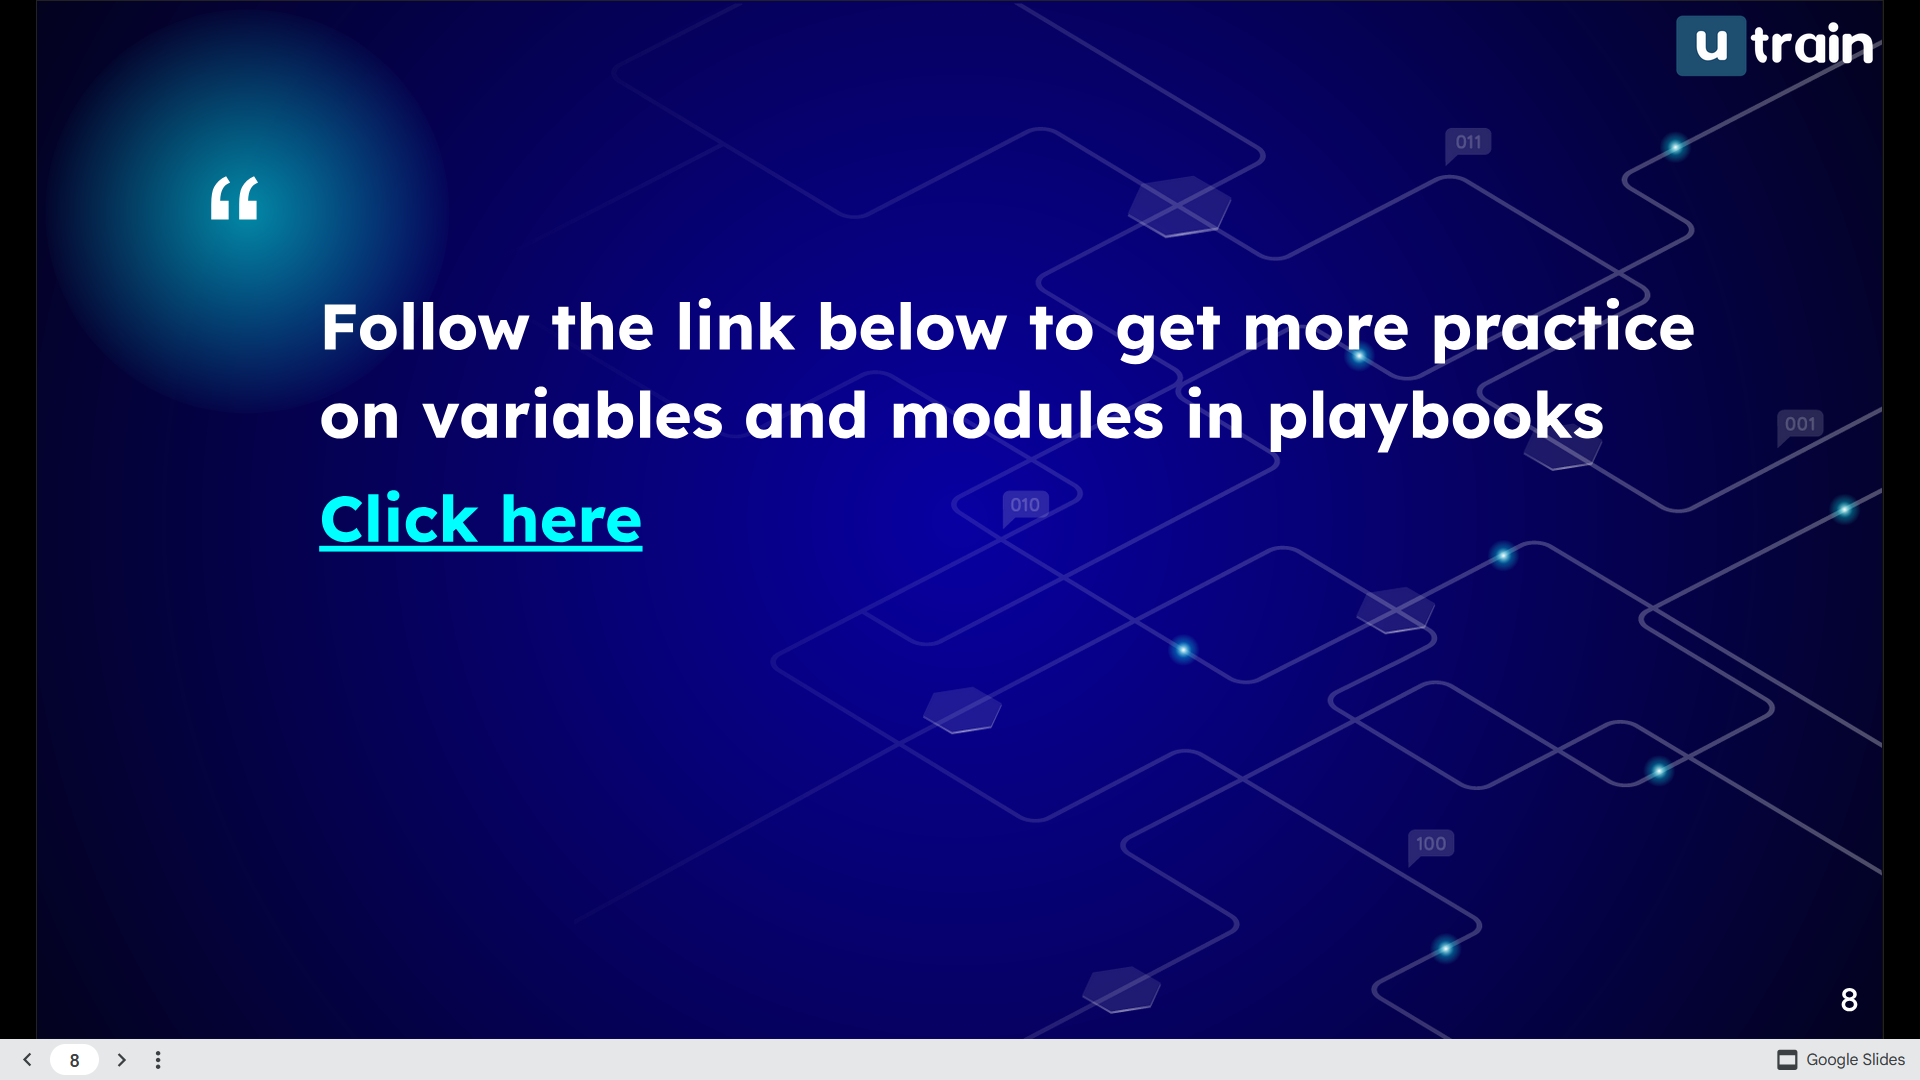 u train
011
“
Follow the link below to get more practice
on variables and modules in playbooks
001
Click here
010
100
8
8
Google Slides